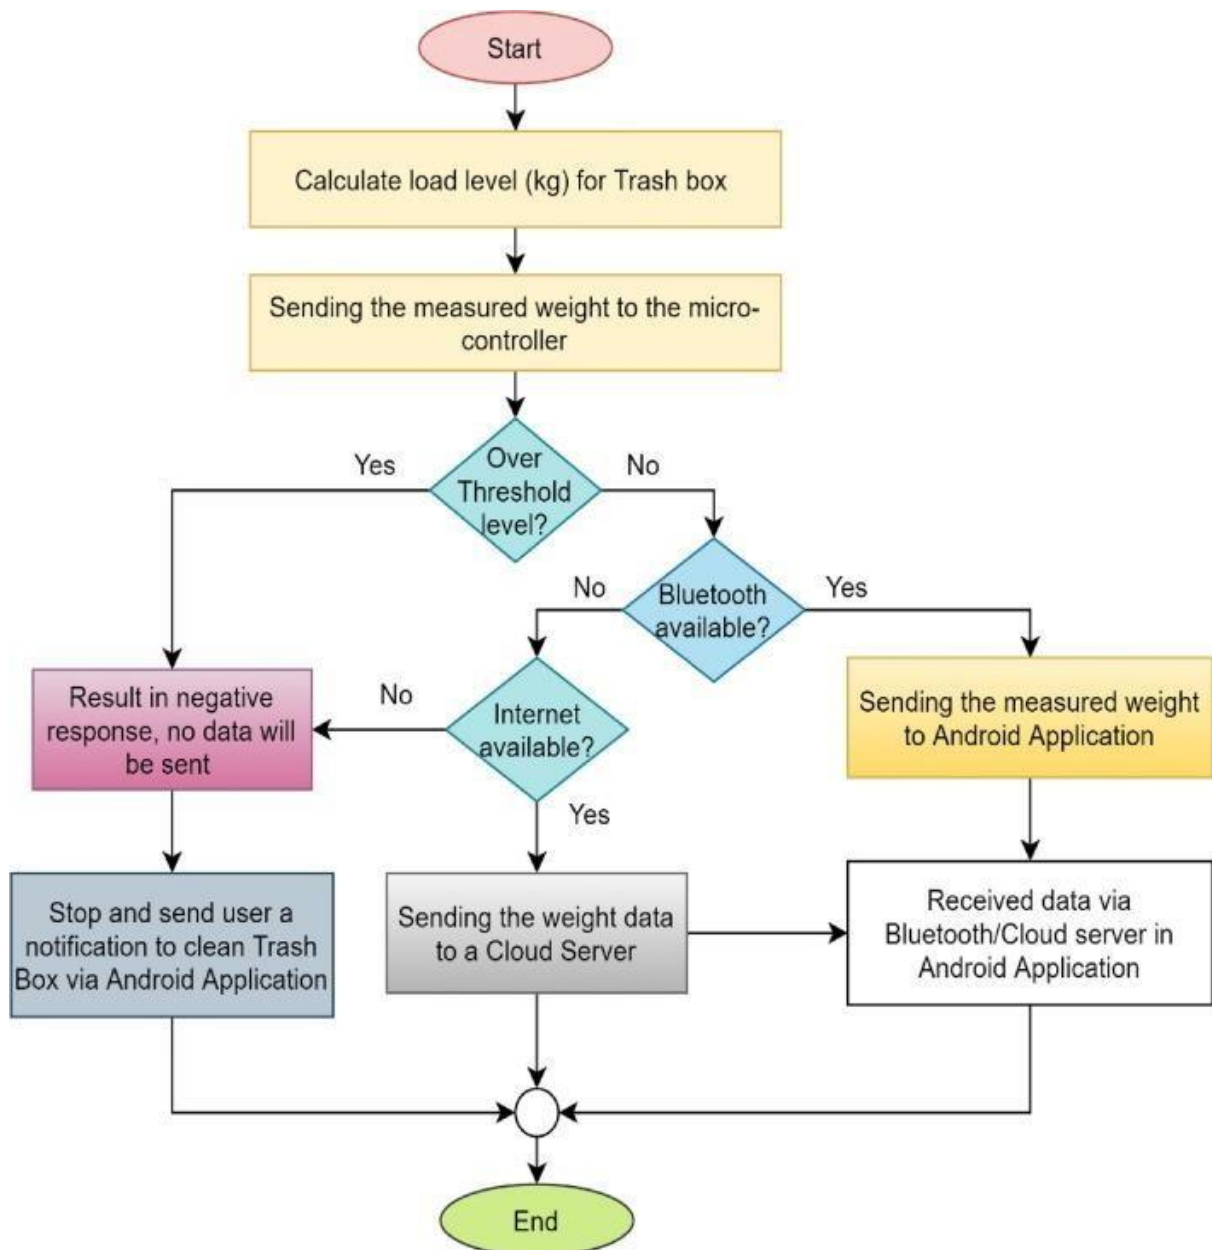 Start
Calculate load level (kg) for Trash box
Sending the measured weight to the micro-
controller
Over
Threshold
level?
Yes
No
Bluetooth
available?
No
Yes
Internet
available?
No
Yes
Result in negative
response, no data will
be sent
Sending the measured weight
to Android Application
Stop and send user a
notification to clean Trash
Box via Android Application
Sending the weight data
to a Cloud Server
Received data via
Bluetooth/Cloud server in
Android Application
End